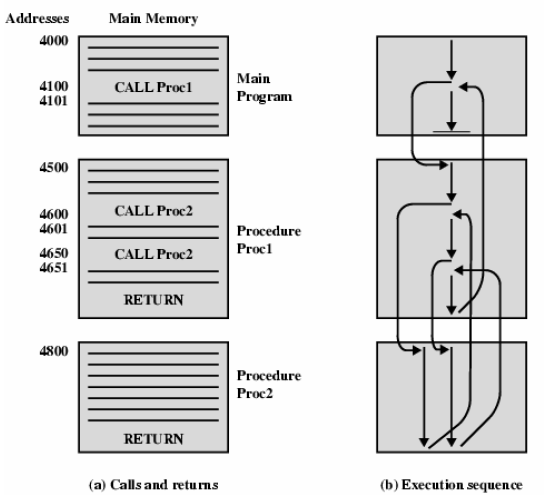 Addresses Main Memory
4000
4100 CALL Proc1 Main
4101 Program
4500
4600 CALL Proc2
4601 Procedure
4650 CALL Proc2 Proc1
4651
RETURN
4800
Procedure
Proc2
RETURN
(a) Calls and returns (b) Execution sequence